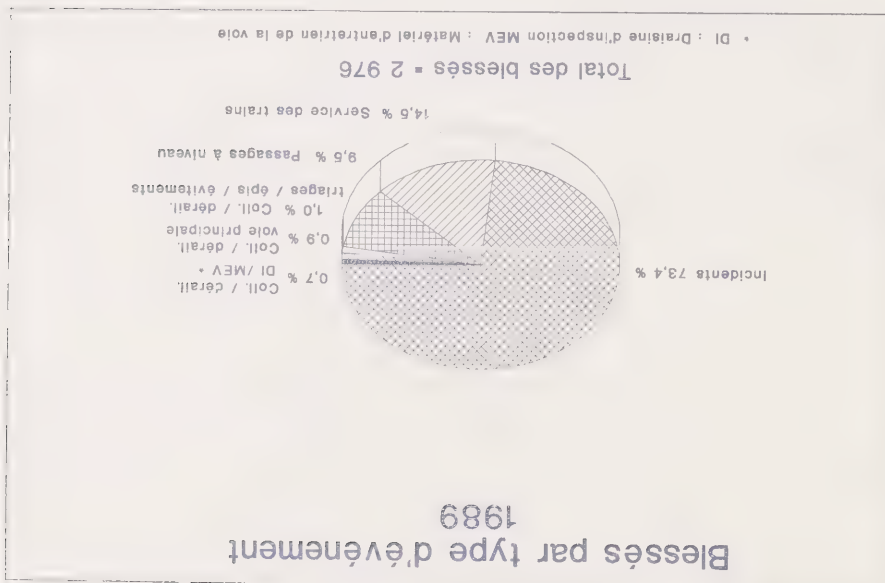 Blessés par type d'événement
1989
Incidents 73,4 %
0,7 % Coll. / dérail.
DI / MEV *
0,9 % Coll. / dérail.
voie principale
1,0 % Coll. / dérail.
triages / épis / évitements
9,5 % Passages à niveau
14,5 % Service des trains
Total des blessés = 2 976
* DI : Draisine d'inspection MEV : Matériel d'entretien de la voie